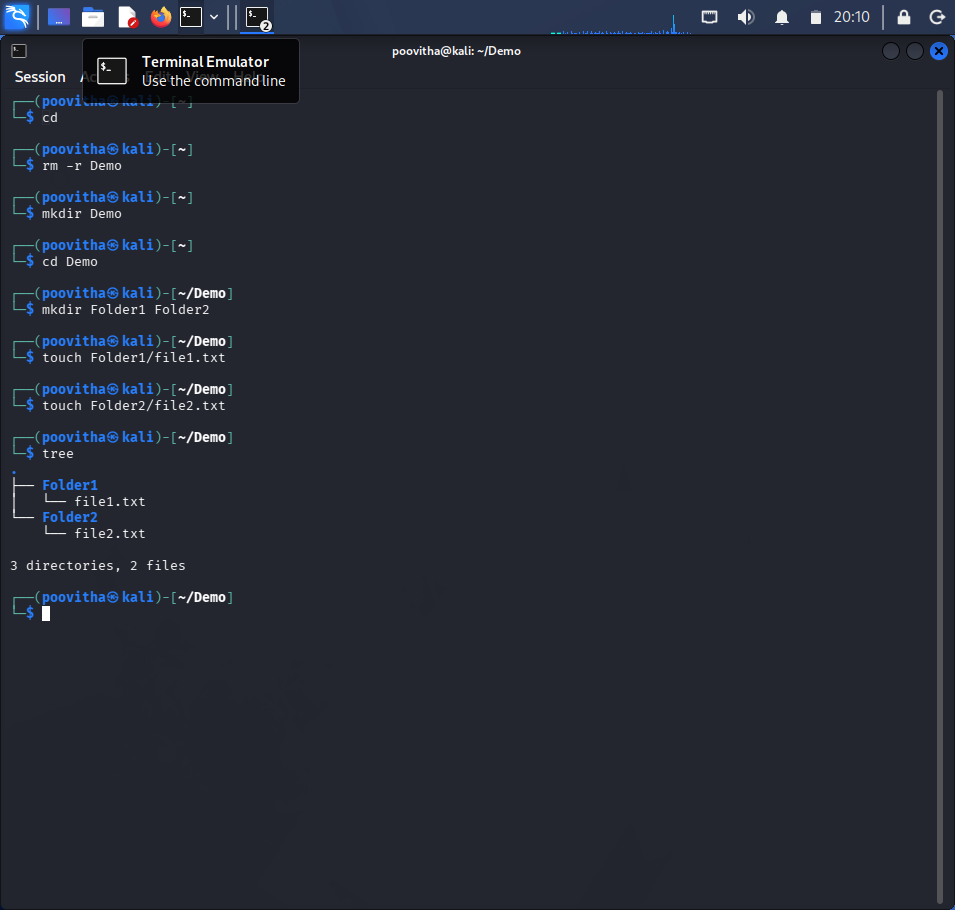 2
20:10
poovitha@kali: ~/Demo
Terminal Emulator
Use the command line
Session
┌──(poovitha㉿kali)-[~]
└─$ cd
┌──(poovitha㉿kali)-[~]
└─$ rm -r Demo
┌──(poovitha㉿kali)-[~]
└─$ mkdir Demo
┌──(poovitha㉿kali)-[~]
└─$ cd Demo
┌──(poovitha㉿kali)-[~/Demo]
└─$ mkdir Folder1 Folder2
┌──(poovitha㉿kali)-[~/Demo]
└─$ touch Folder1/file1.txt
┌──(poovitha㉿kali)-[~/Demo]
└─$ touch Folder2/file2.txt
┌──(poovitha㉿kali)-[~/Demo]
└─$ tree
.
├── Folder1
│   └── file1.txt
└── Folder2
    └── file2.txt
3 directories, 2 files
┌──(poovitha㉿kali)-[~/Demo]
└─$